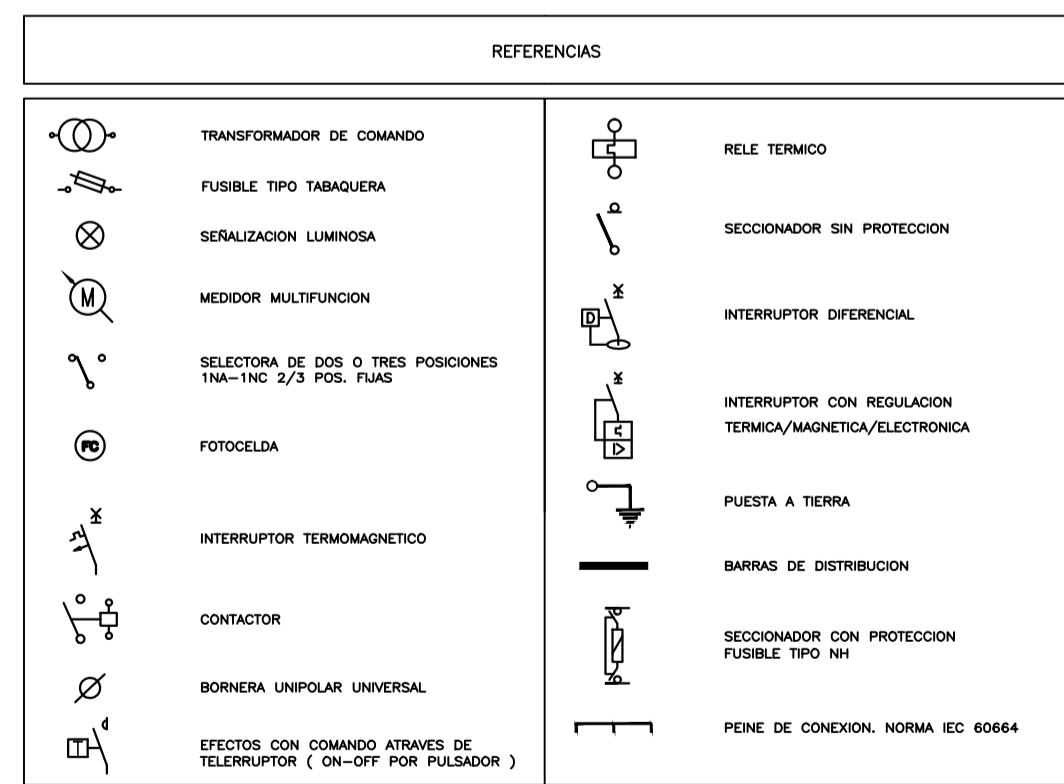 REFERENCIAS
TRANSFORMADOR DE COMANDO
FUSIBLE TIPO TABAQUERA
SEÑALIZACION LUMINOSA
M
MEDIDOR MULTIFUNCION
SELECTORA DE DOS O TRES POSICIONES
1NA-1NC 2/3 POS. FIJAS
FC
FOTOCELDA
INTERRUPTOR TERMOMAGNETICO
CONTACTOR
BORNERA UNIPOLAR UNIVERSAL
T
EFECTOS CON COMANDO ATRAVES DE
TELERRUPTOR ( ON-OFF POR PULSADOR )
RELE TERMICO
SECCIONADOR SIN PROTECCION
D
INTERRUPTOR DIFERENCIAL
INTERRUPTOR CON REGULACION
TERMICA/MAGNETICA/ELECTRONICA
PUESTA A TIERRA
BARRAS DE DISTRIBUCION
SECCIONADOR CON PROTECCION
FUSIBLE TIPO NH
PEINE DE CONEXION. NORMA IEC 60664